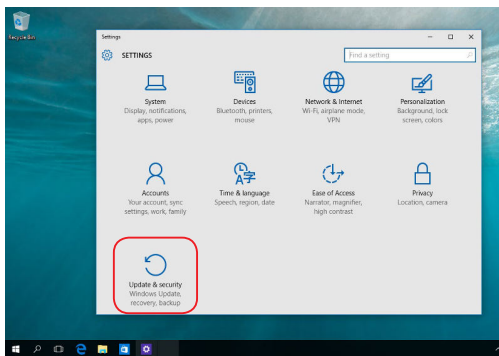 Recycle Bin
Settings
SETTINGS
Find a setting
System
Display, notifications,
apps, power
Devices
Bluetooth, printers,
mouse
Network & Internet
Wi-Fi, airplane mode,
VPN
Personalization
Background, lock
screen, colors
Accounts
Your account, sync
settings, work, family
Time & language
Speech, region, date
Ease of Access
Narrator, magnifier,
high contrast
Privacy
Location, camera
Update & security
Windows Update,
recovery, backup